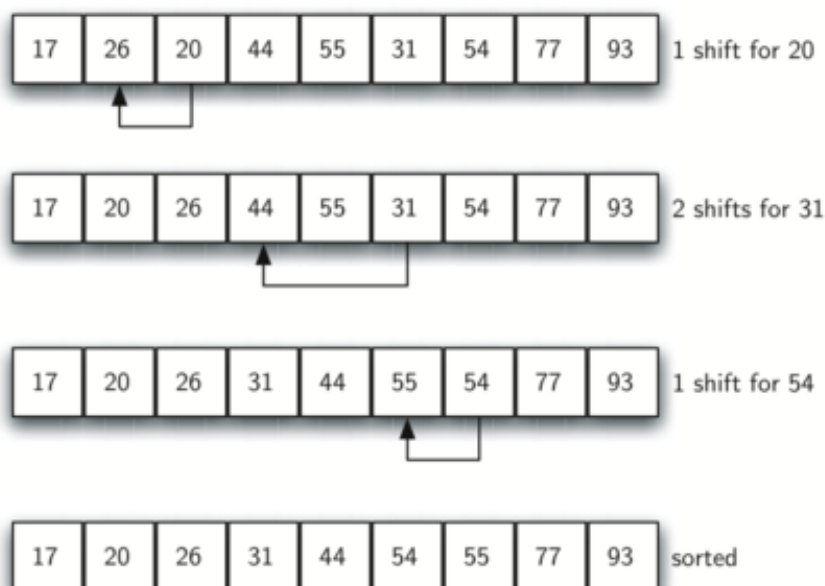 17 26 20 44 55 31 54 77 93 1 shift for 20
17 20 26 44 55 31 54 77 93 2 shifts for 31
17 20 26 31 44 55 54 77 93 1 shift for 54
17 20 26 31 44 54 55 77 93 sorted